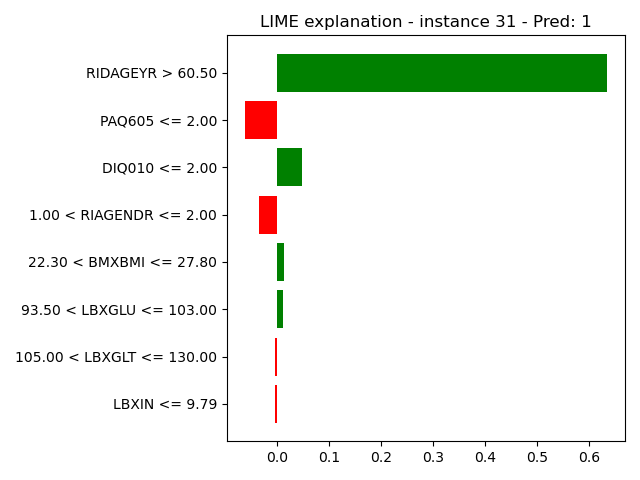 LIME explanation - instance 31 - Pred: 1
RIDAGEYR > 60.50
PAQ605 <= 2.00
DIQ010 <= 2.00
1.00 < RIAGENDR <= 2.00
22.30 < BMXBMI <= 27.80
93.50 < LBXGLU <= 103.00
105.00 < LBXGLT <= 130.00
LBXIN <= 9.79
0.0 0.1 0.2 0.3 0.4 0.5 0.6